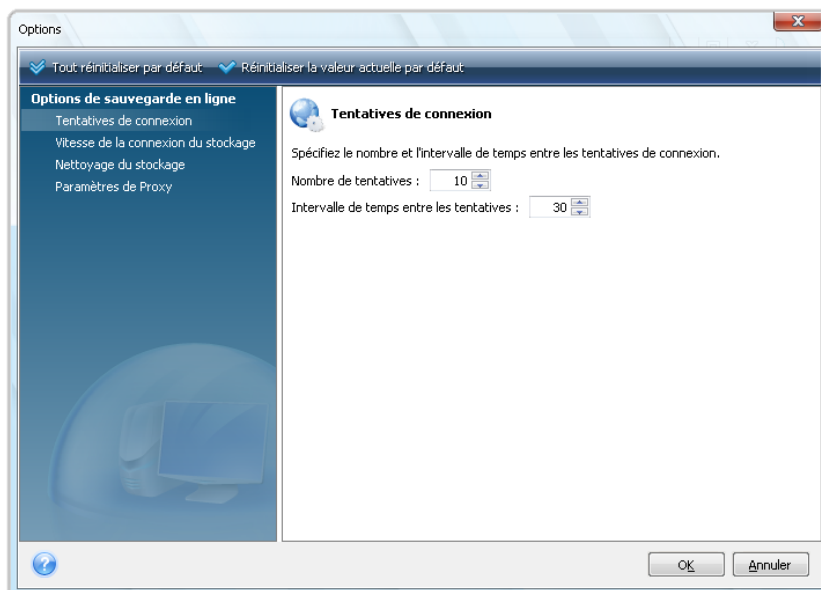 Options
Tout réinitialiser par défaut Réinitialiser la valeur actuelle par défaut
Options de sauvegarde en ligne
Tentatives de connexion
Vitesse de la connexion du stockage
Nettoyage du stockage
Paramètres de Proxy
Tentatives de connexion
Spécifiez le nombre et l'intervalle de temps entre les tentatives de connexion.
Nombre de tentatives : 10
Intervalle de temps entre les tentatives : 30
OK Annuler